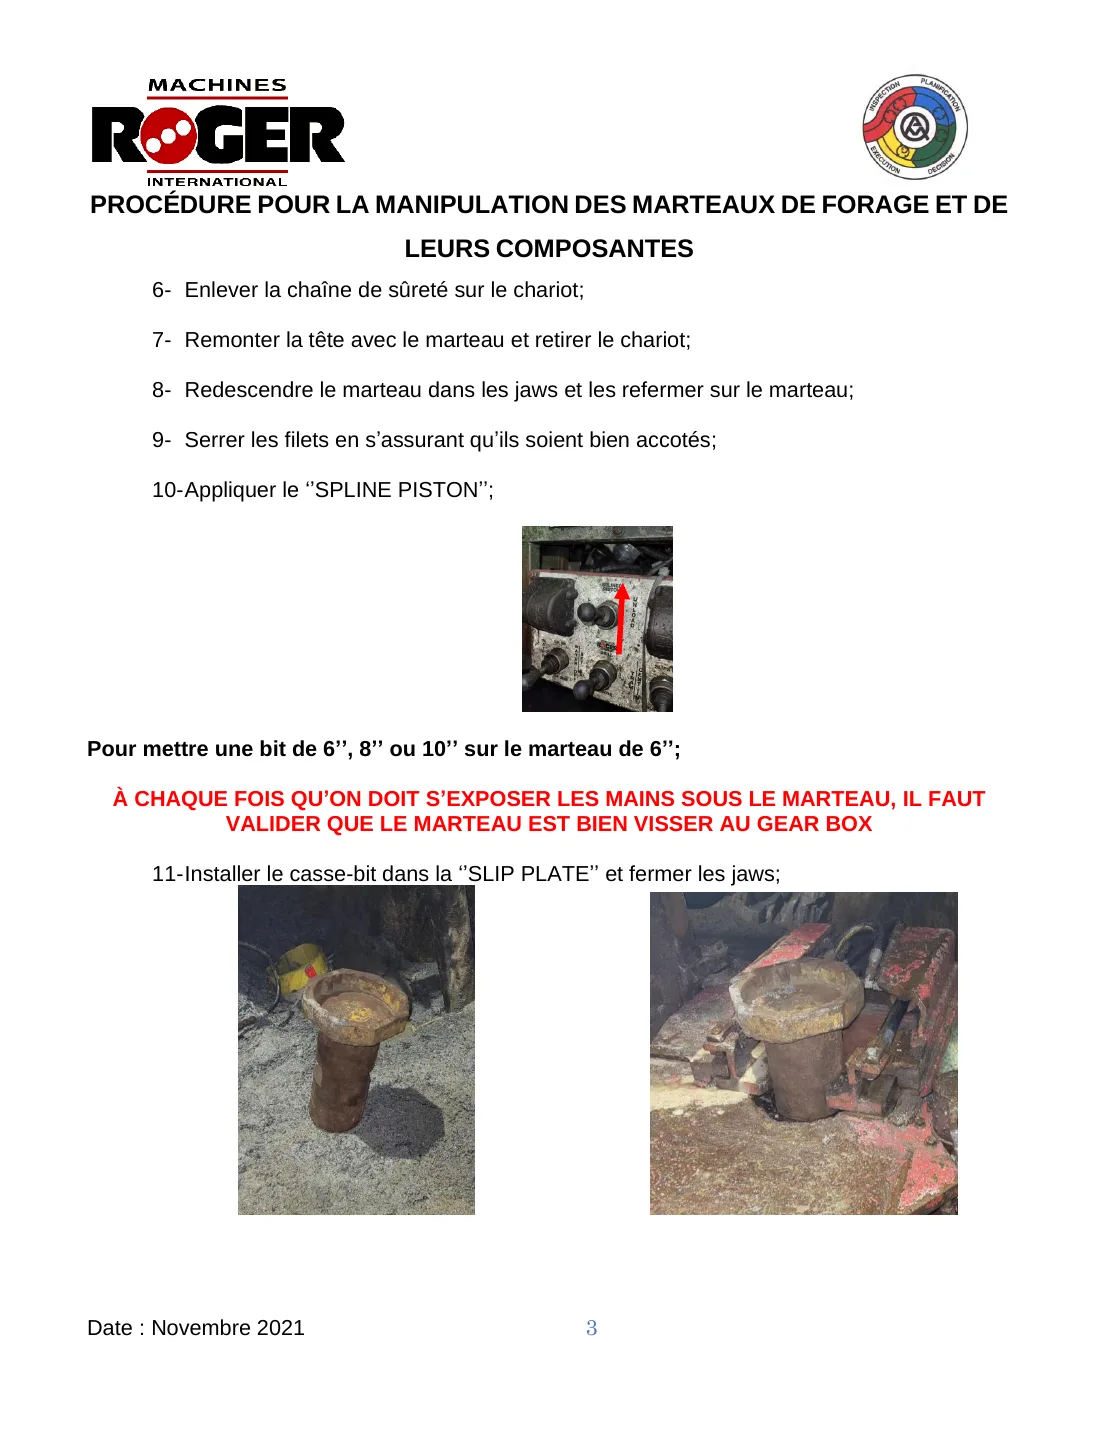 MACHINES
ROGER
INTERNATIONAL
INSPECTION
PLANIFICATION
EXECUTION
DECISION
PROCÉDURE POUR LA MANIPULATION DES MARTEAUX DE FORAGE ET DE
LEURS COMPOSANTES
6- Enlever la chaîne de sûreté sur le chariot;
7- Remonter la tête avec le marteau et retirer le chariot;
8- Redescendre le marteau dans les jaws et les refermer sur le marteau;
9- Serrer les filets en s’assurant qu’ils soient bien accotés;
10-Appliquer le ‘’SPLINE PISTON’’;
UNLOAD
Pour mettre une bit de 6’’, 8’’ ou 10’’ sur le marteau de 6’’;
À CHAQUE FOIS QU’ON DOIT S’EXPOSER LES MAINS SOUS LE MARTEAU, IL FAUT
VALIDER QUE LE MARTEAU EST BIEN VISSER AU GEAR BOX
11-Installer le casse-bit dans la ‘’SLIP PLATE’’ et fermer les jaws;
Date : Novembre 2021 3